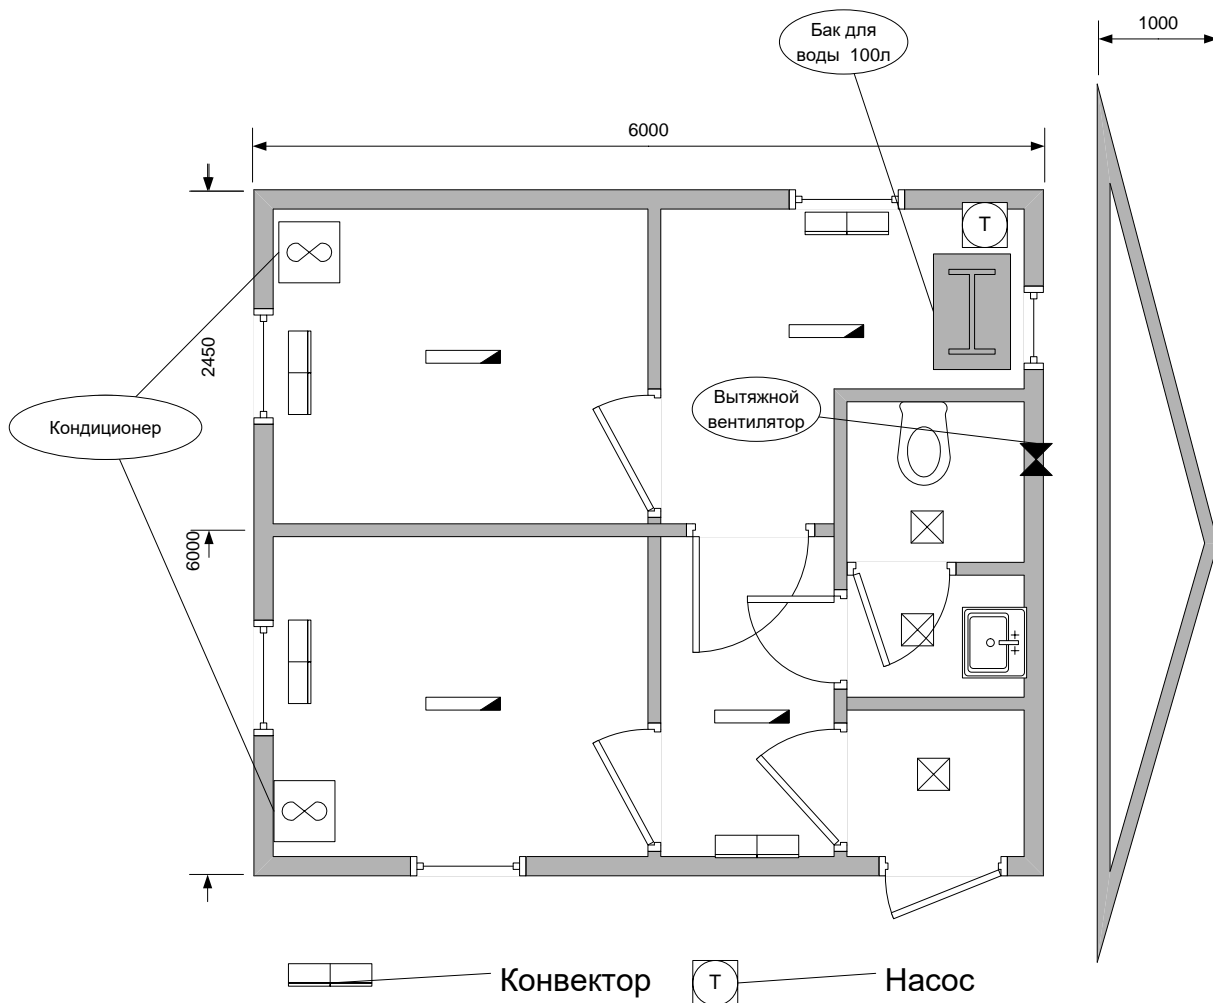 1000
Бак для
воды 100л
6000
T
2450
Вытяжной
вентилятор
Кондиционер
6000
Конвектор
T
Насос